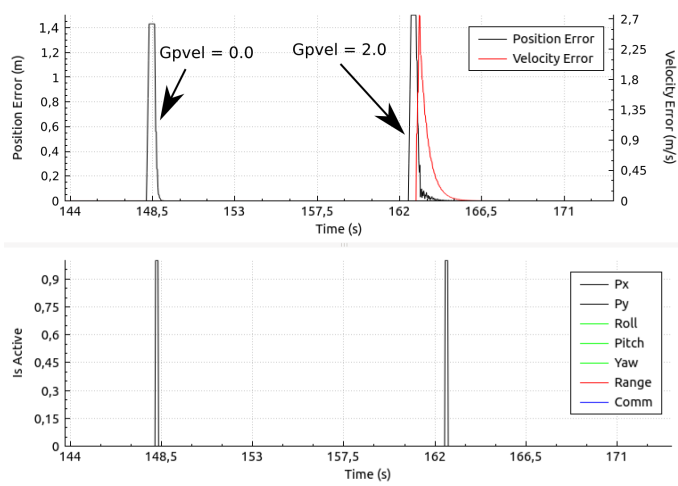 1,4
1,2
1
0,8
0,6
0,4
0,2
0
Position Error (m)
Gpvel = 0.0
Gpvel = 2.0
Position Error
Velocity Error
2,7
2,25
1,8
1,35
0,9
0,45
0
Velocity Error (m/s)
144 148,5 153 157,5 162 166,5 171
Time (s)
0,9
0,75
0,6
0,45
0,3
0,15
0
Is Active
Px
Py
Roll
Pitch
Yaw
Range
Comm
144 148,5 153 157,5 162 166,5 171
Time (s)